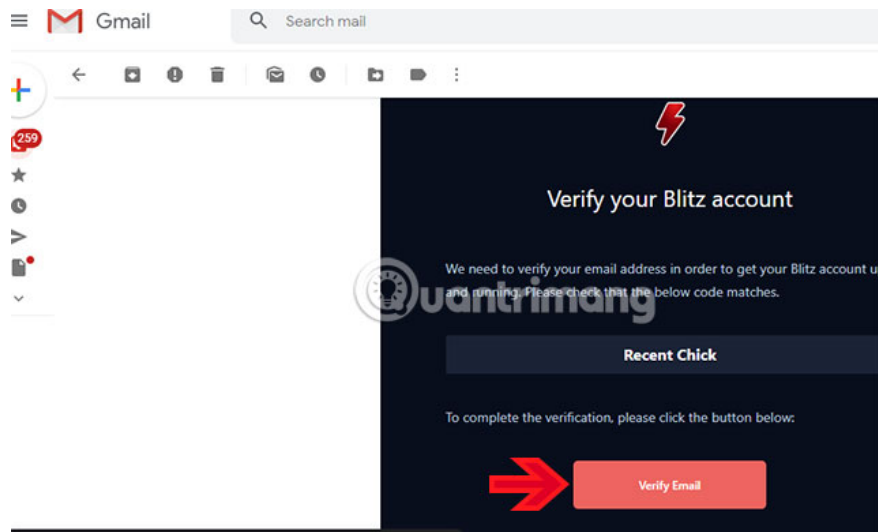 Gmail
Search mail
259
Verify your Blitz account
We need to verify your email address in order to get your Blitz account u
and running. Please check that the below code matches.
Quantrimang
Recent Chick
To complete the verification, please click the button below:
Verify Email